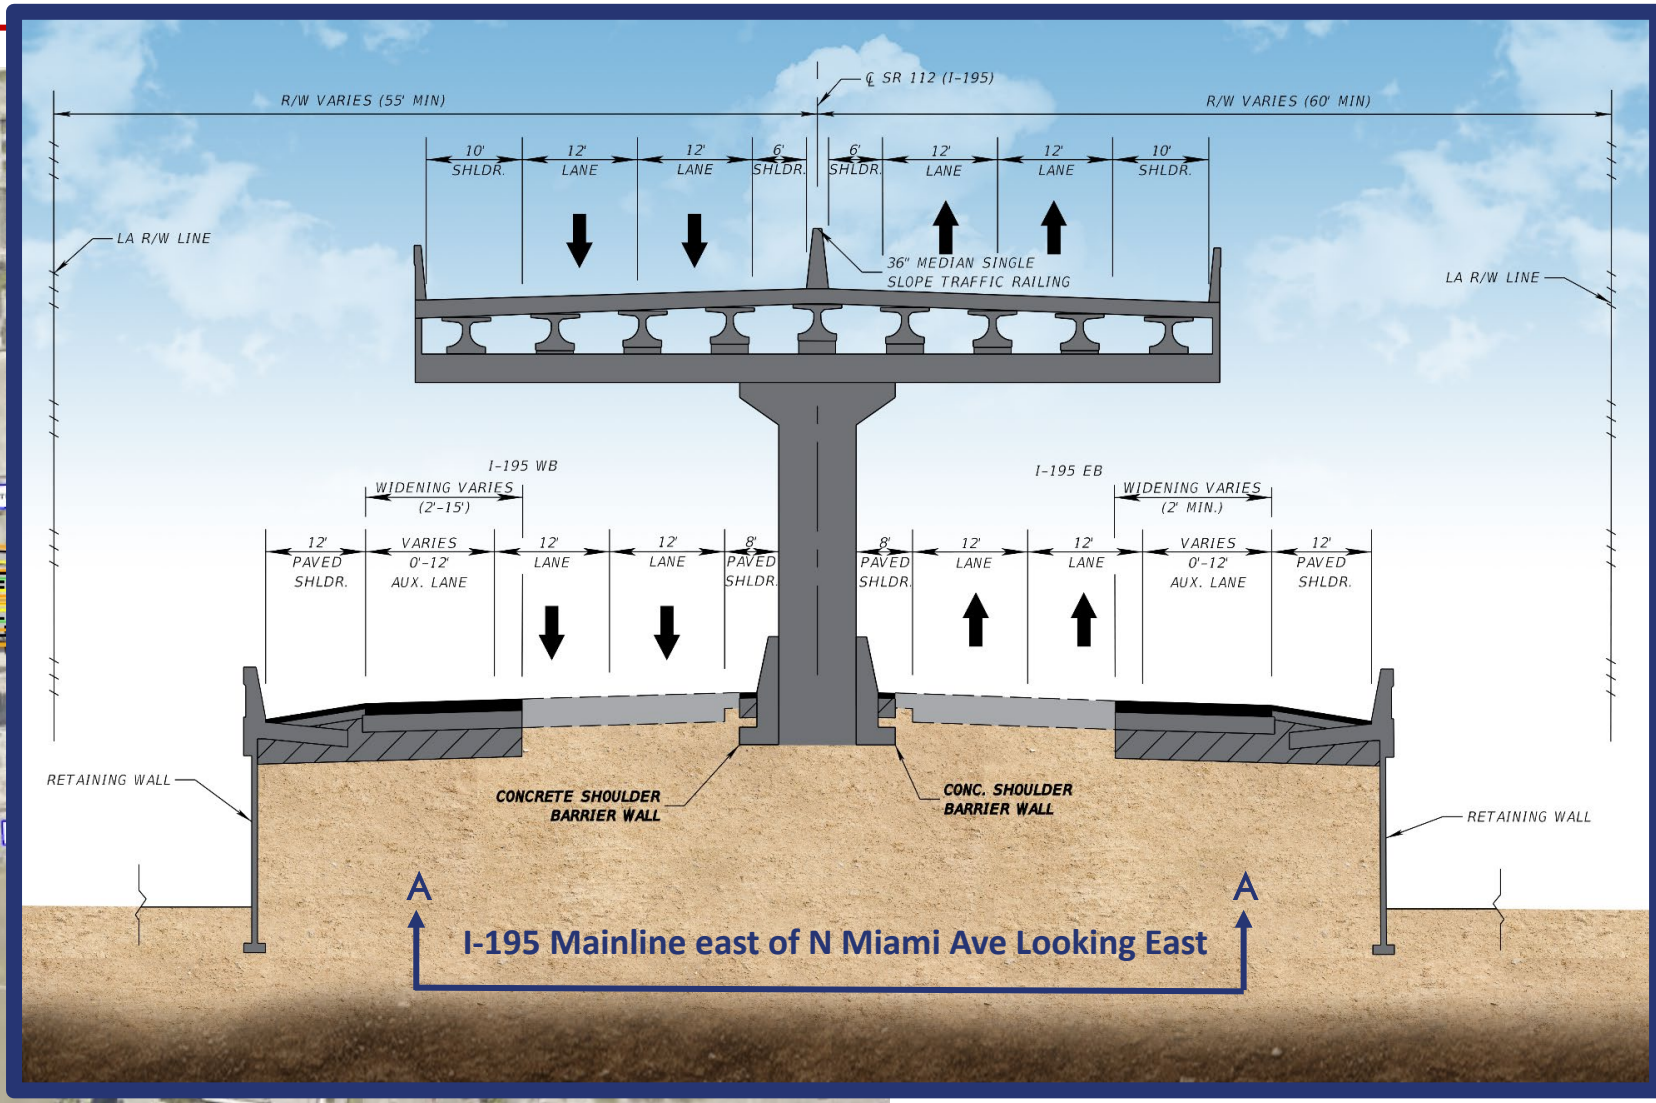 ℄ SR 112 (I-195)
R/W VARIES (55' MIN)
R/W VARIES (60' MIN)
10' 12' 12' 6' 6' 12' 12' 10'
SHLDR. LANE LANE SHLDR. SHLDR. LANE LANE SHLDR.
LA R/W LINE
36" MEDIAN SINGLE
SLOPE TRAFFIC RAILING
LA R/W LINE
I-195 WB
I-195 EB
WIDENING VARIES
(2'-15')
WIDENING VARIES
(2' MIN.)
12' VARIES 12' 12' 8' 8' 12' 12' VARIES 12'
PAVED 0'-12' LANE LANE PAVED PAVED LANE LANE 0'-12' PAVED
SHLDR. AUX. LANE SHLDR. SHLDR. AUX. LANE SHLDR.
RETAINING WALL
CONCRETE SHOULDER
BARRIER WALL
CONC. SHOULDER
BARRIER WALL
RETAINING WALL
A A
I-195 Mainline east of N Miami Ave Looking East